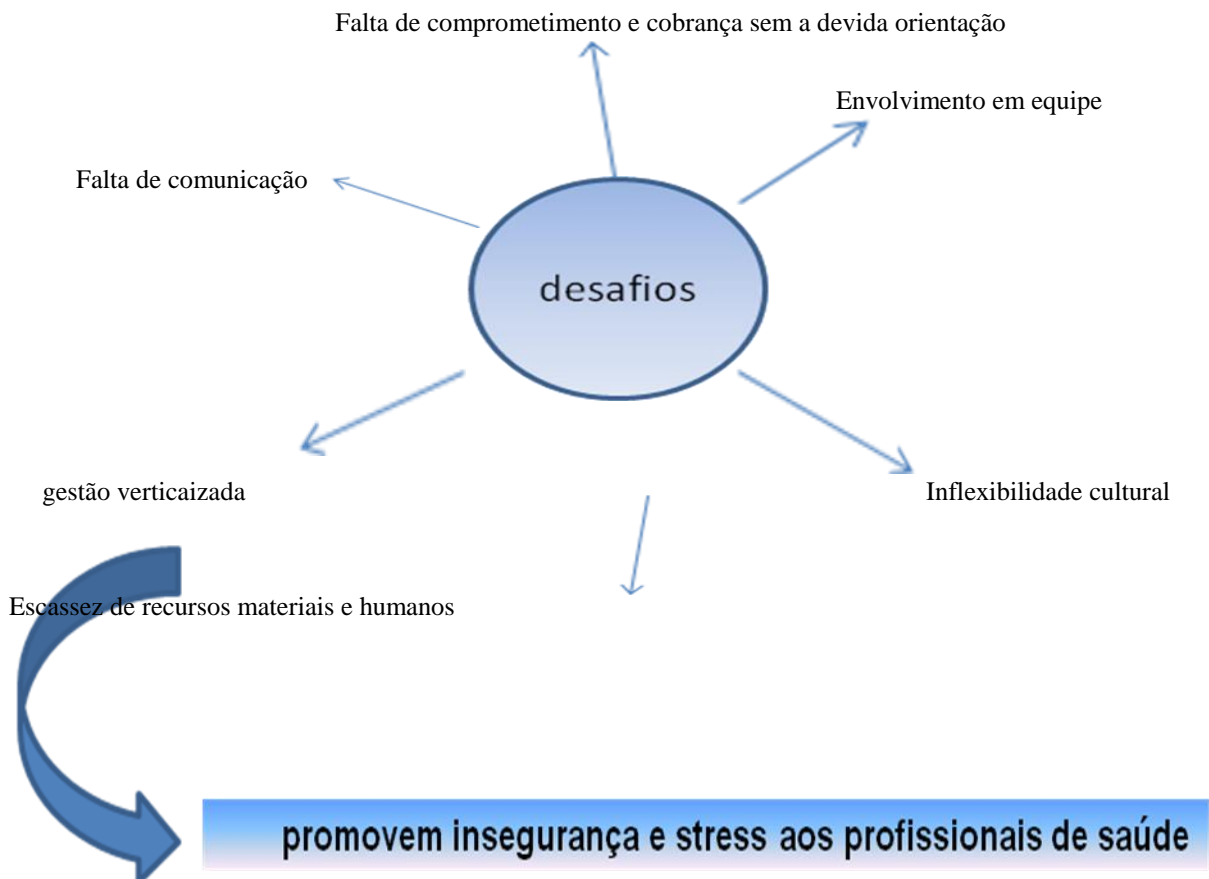 Falta de comprometimento e cobrança sem a devida orientação
Envolvimento em equipe
Falta de comunicação
desafios
gestão verticaizada
Inflexibilidade cultural
Escassez de recursos materiais e humanos
promovem insegurança e stress aos profissionais de saúde